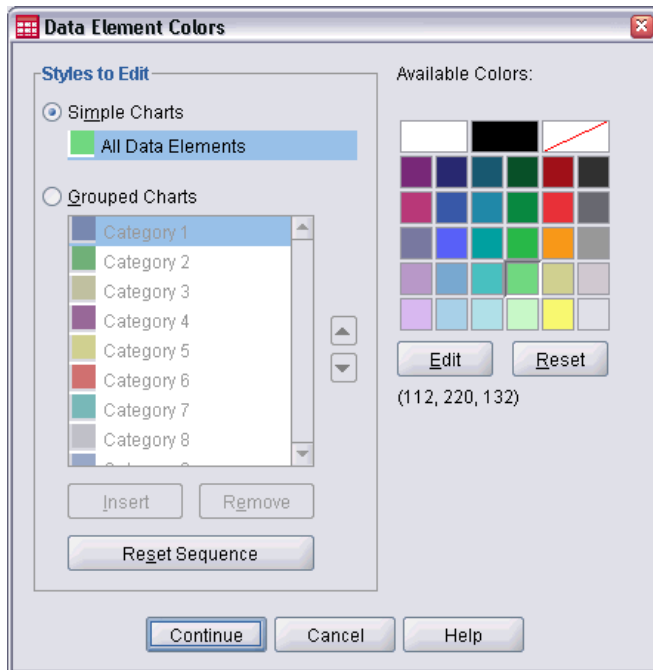 Data Element Colors
Styles to Edit
Simple Charts
All Data Elements
Grouped Charts
Category 1
Category 2
Category 3
Category 4
Category 5
Category 6
Category 7
Category 8
Insert
Remove
Reset Sequence
Available Colors:
Edit
Reset
(112, 220, 132)
Continue
Cancel
Help